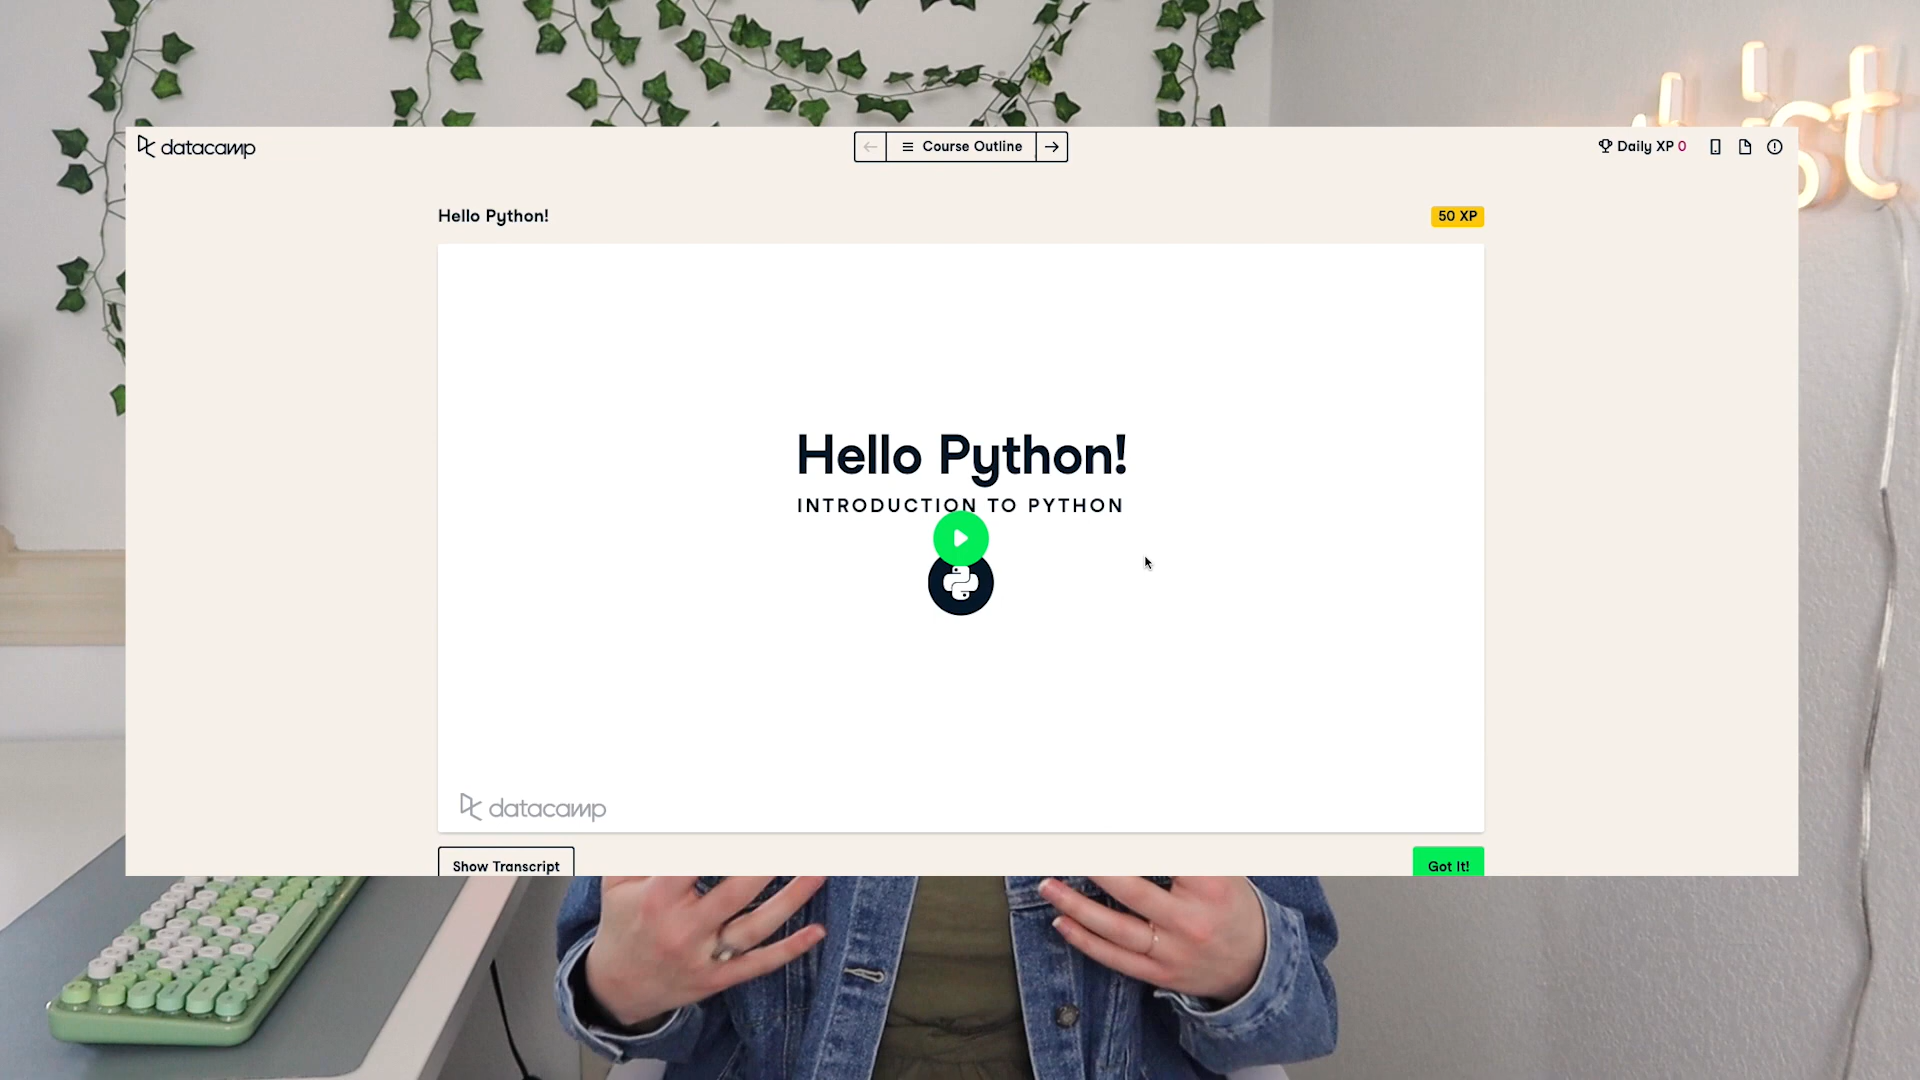 datacamp
Course Outline
Daily XP 0
Hello Python!
50 XP
Hello Python!
INTRODUCTION TO PYTHON
datacamp
Show Transcript
Got It!